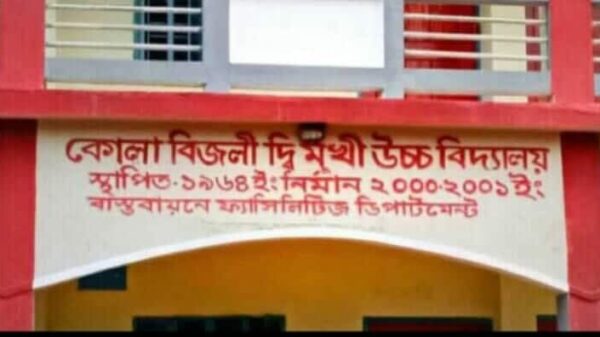 কোলা বিজলী দ্বি মূখী উচ্চ বিদ্যালয়
স্থাপিত-১৯৬৪ইং নির্মান ২০০০-২০০১ইং
বাস্তবায়নে ফ্যাসিলিটিজ ডিপাটমেন্ট